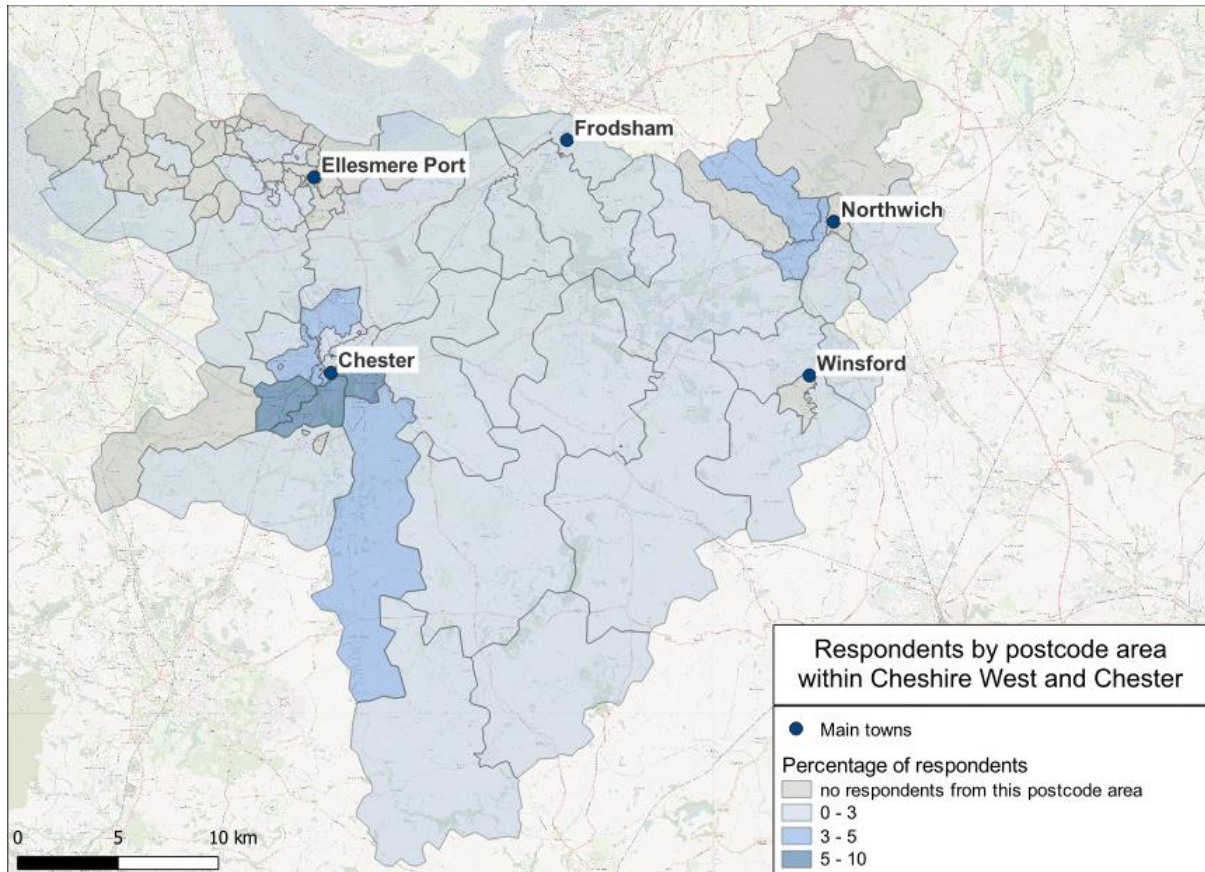 Frodsham
Ellesmere Port
Northwich
Chester
Winsford
Respondents by postcode area
within Cheshire West and Chester
Main towns
Percentage of respondents
no respondents from this postcode area
0 - 3
3 - 5
5 - 10
0 5 10 km